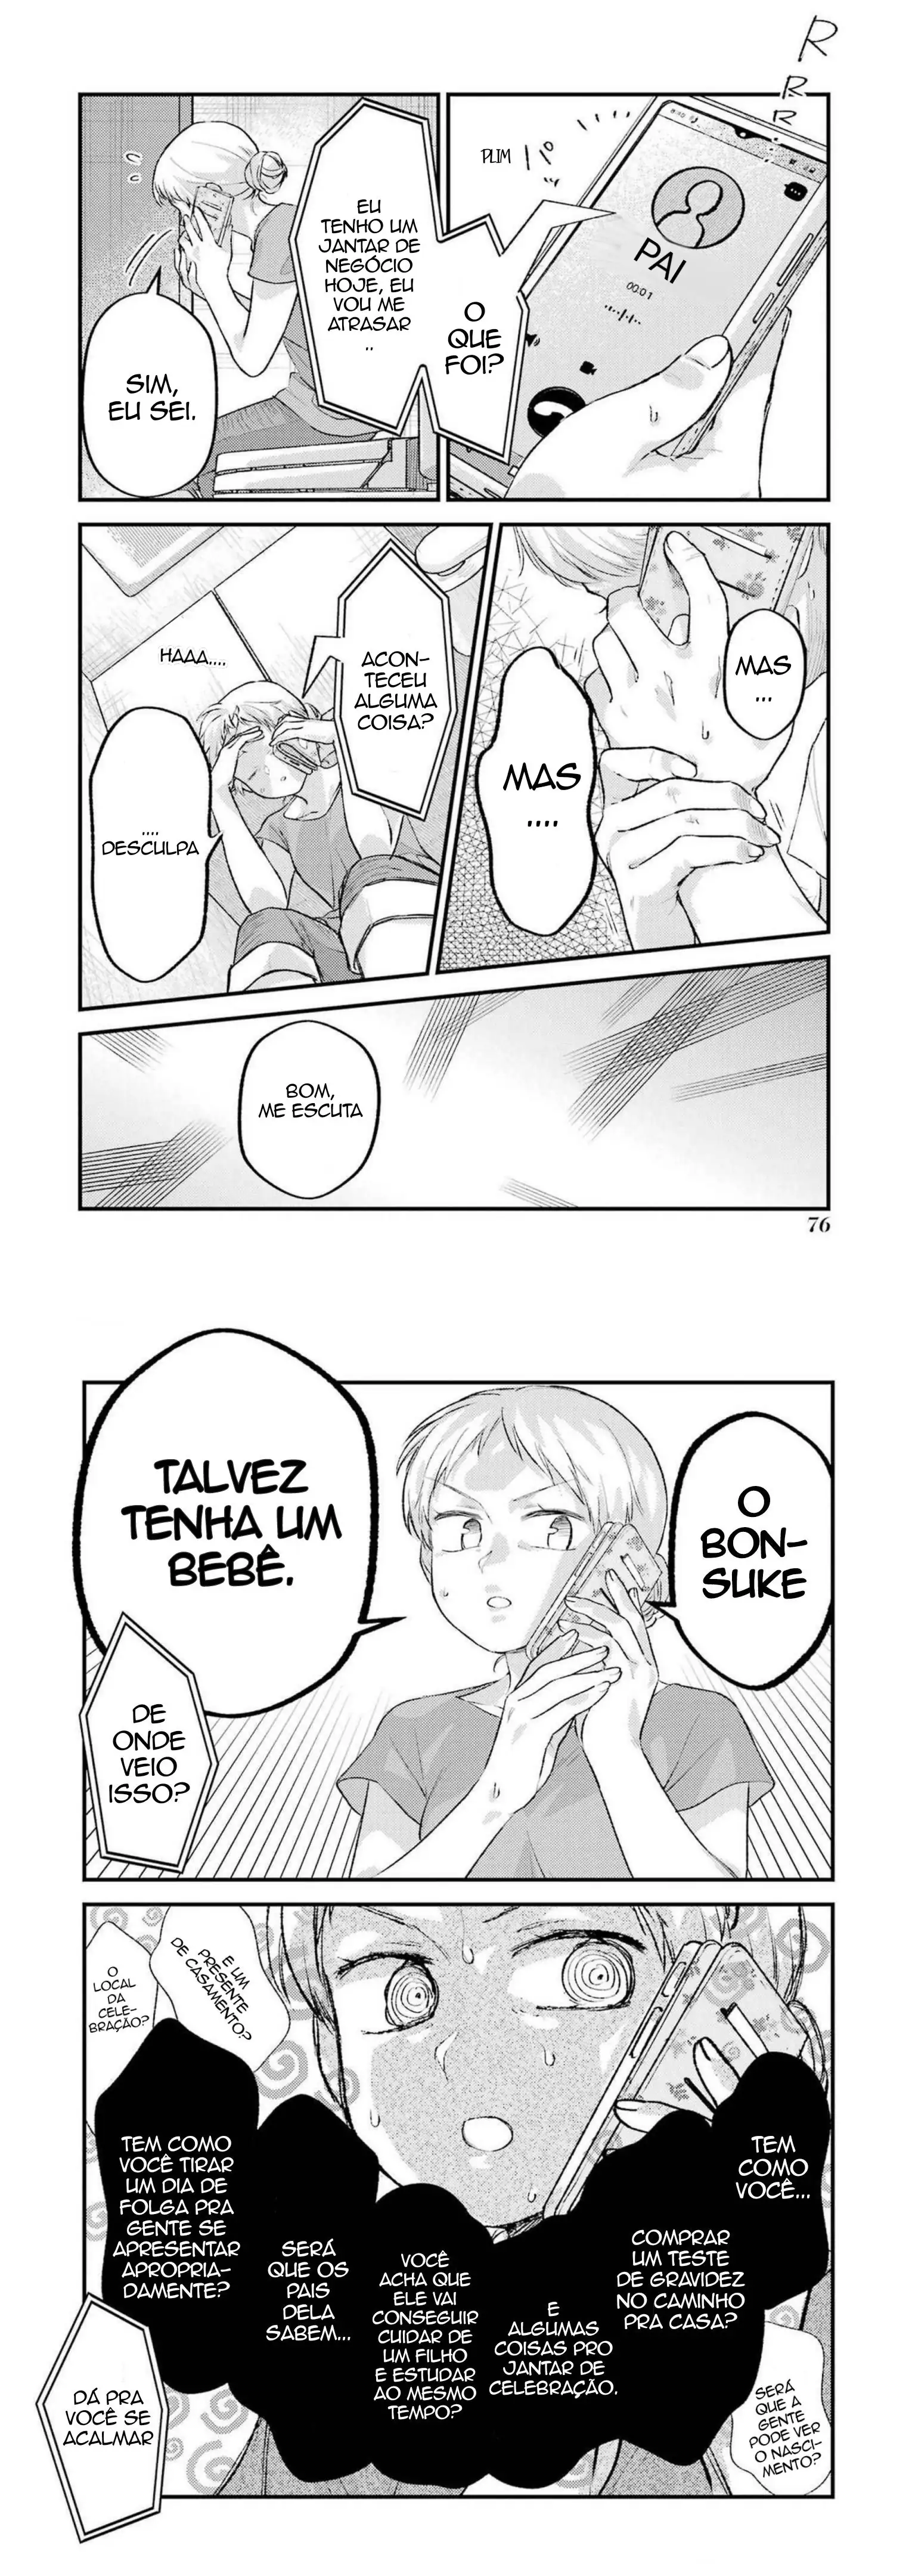 R
R
R
PLIM
PAI
00:01
O
QUE
FOI?
EU
TENHO UM
JANTAR DE
NEGÓCIO
HOJE, EU
VOU ME
ATRASAR
..
SIM,
EU SEI.
MAS
...
MAS
....
ACON-
TECEU
ALGUMA
COISA?
HAAA....
....
DESCULPA
BOM,
ME ESCUTA
76
O
BON-
SUKE
TALVEZ
TENHA UM
BEBÊ.
DE
ONDE
VEIO
ISSO?
TEM
COMO
VOCÊ...
COMPRAR
UM TESTE
DE GRAVIDEZ
NO CAMINHO
PRA CASA?
E
ALGUMAS
COISAS PRO
JANTAR DE
CELEBRAÇÃO.
VOCÊ
ACHA QUE
ELE VAI
CONSEGUIR
CUIDAR DE
UM FILHO
E ESTUDAR
AO MESMO
TEMPO?
SERÁ
QUE OS
PAIS
DELA
SABEM...
TEM COMO
VOCÊ TIRAR
UM DIA DE
FOLGA PRA
GENTE SE
APRESENTAR
APROPRIA-
DAMENTE?
E UM
PRESENTE
DE CASAMENTO?
O
LOCAL
DA
CELE-
BRAÇÃO?
SERÁ
QUE A
GENTE
PODE VER
O NASCI-
MENTO?
DÁ PRA
VOCÊ SE
ACALMAR